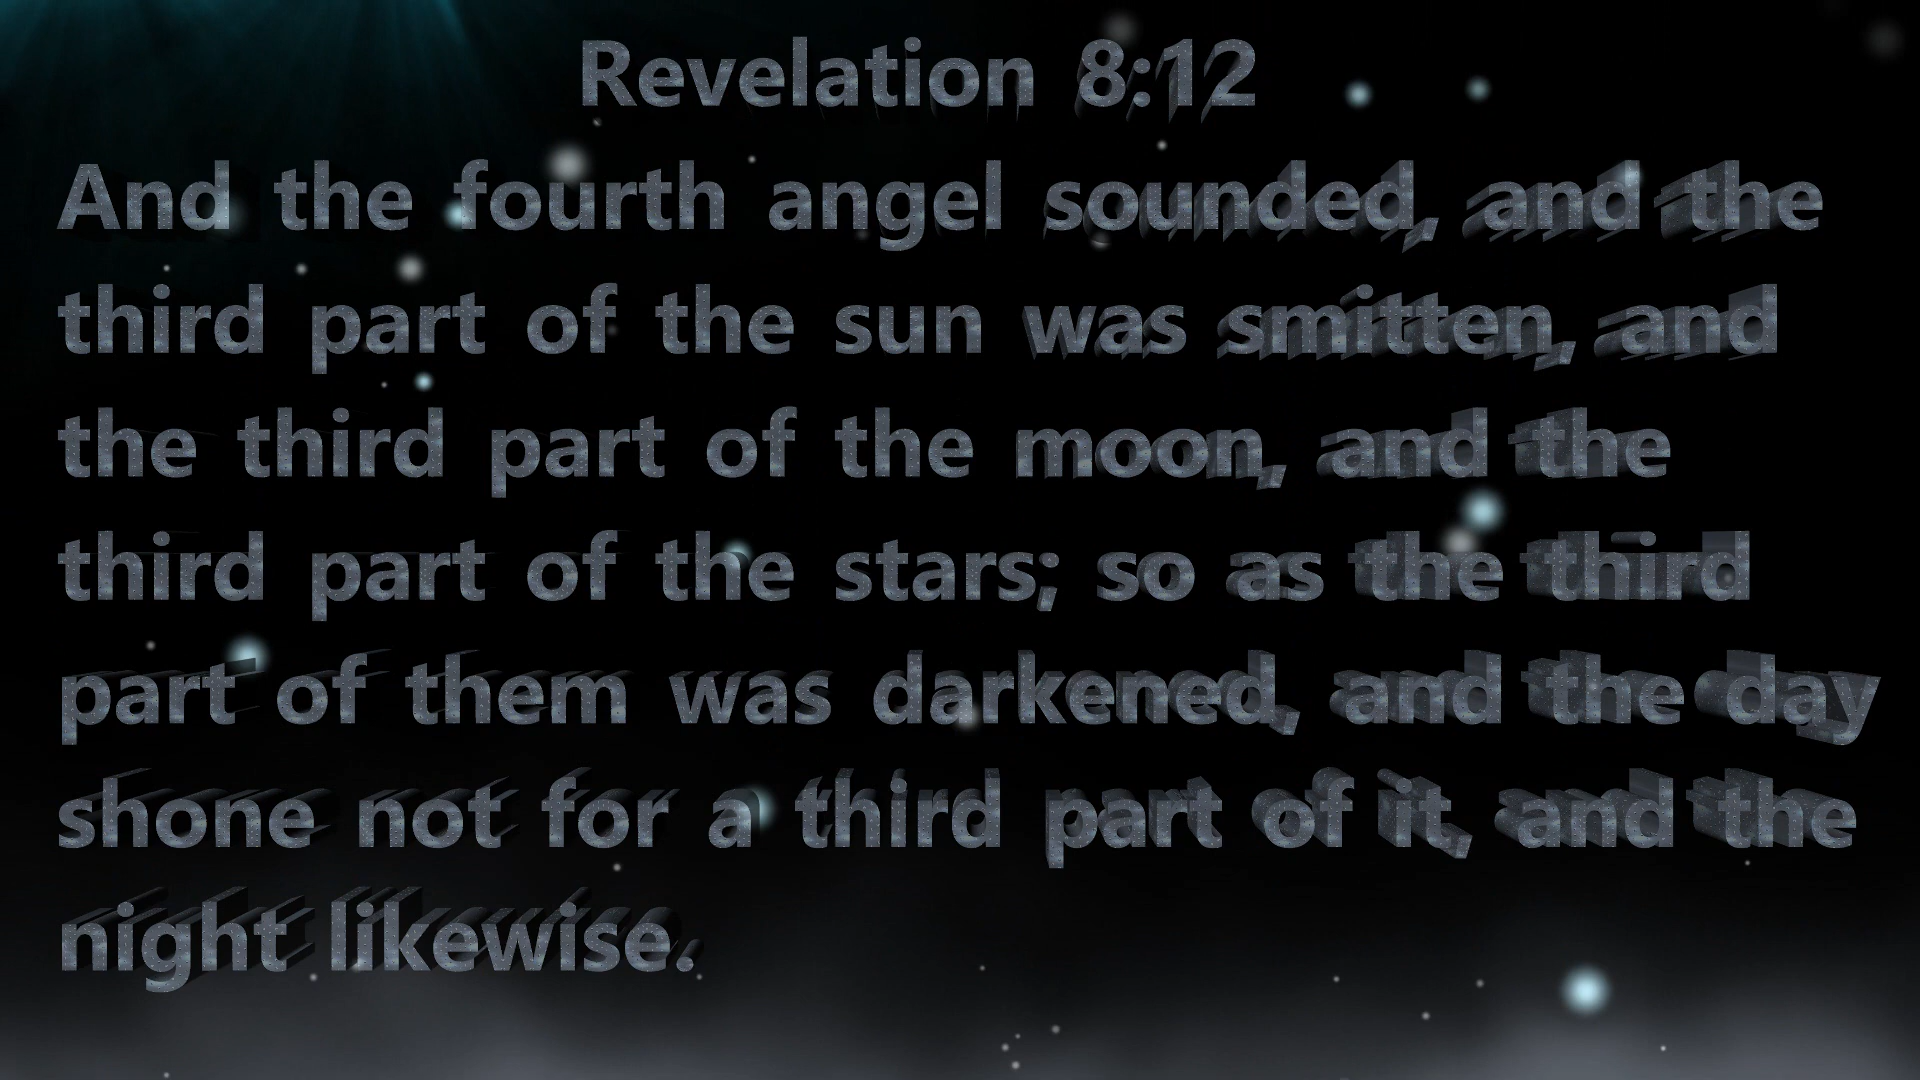 Revelation 8:12
And the fourth angel sounded, and the
third part of the sun was smitten, and
the third part of the moon, and the
third part of the stars; so as the third
part of them was darkened, and the day
shone not for a third part of it, and the
night likewise.